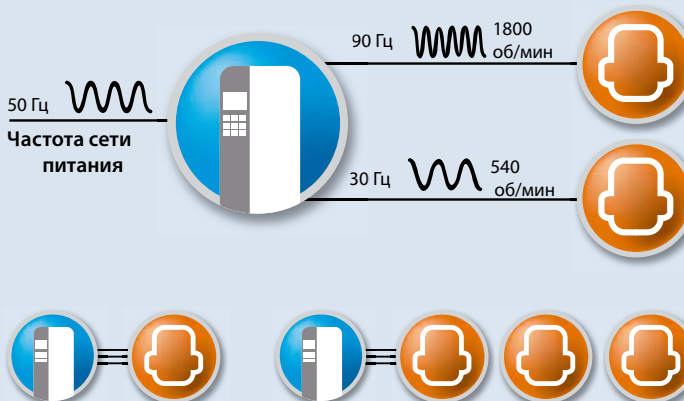 90 Гц
1800
об/мин
50 Гц
Частота сети
питания
30 Гц
540
об/мин